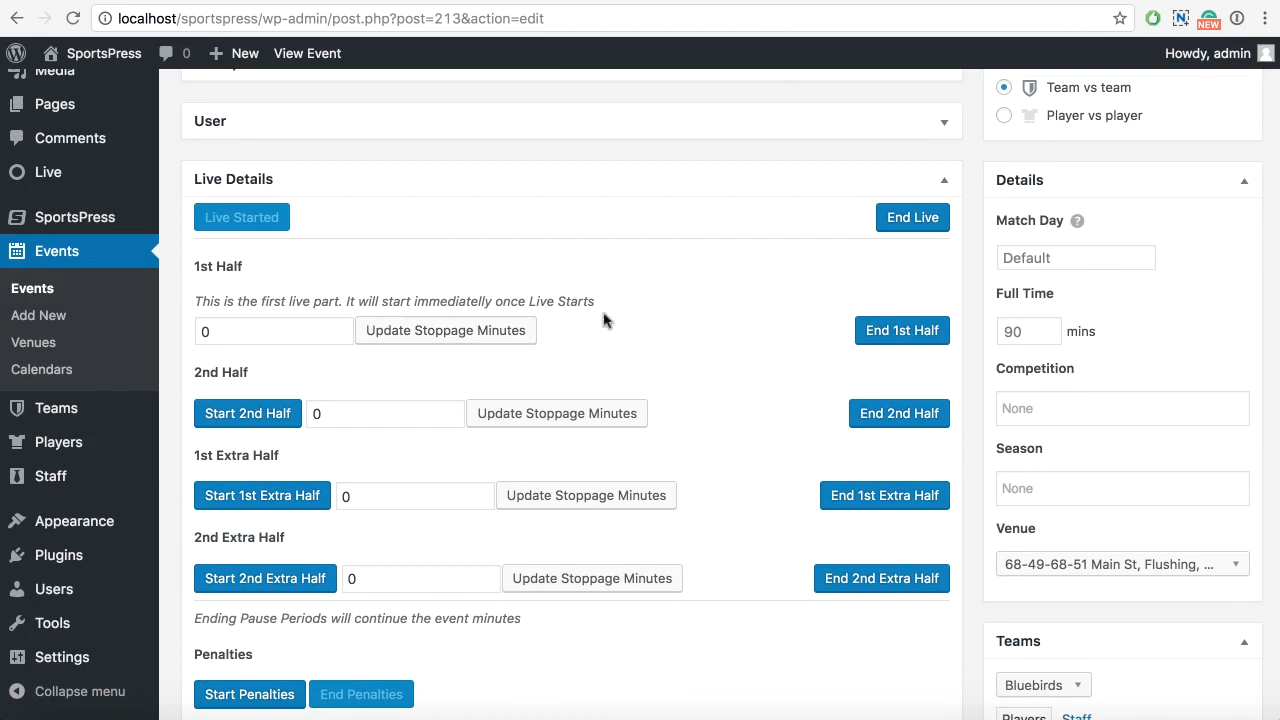 localhost/sportspress/wp-admin/post.php?post=213&action=edit
NEW
SportsPress
0
New
View Event
Howdy, admin
Media
Pages
Comments
Live
SportsPress
Events
Events
Add New
Venues
Calendars
Teams
Players
Staff
Appearance
Plugins
Users
Tools
Settings
Collapse menu
User
Live Details
Live Started
End Live
1st Half
This is the first live part. It will start immediatelly once Live Starts
0
Update Stoppage Minutes
End 1st Half
2nd Half
Start 2nd Half
0
Update Stoppage Minutes
End 2nd Half
1st Extra Half
Start 1st Extra Half
0
Update Stoppage Minutes
End 1st Extra Half
2nd Extra Half
Start 2nd Extra Half
0
Update Stoppage Minutes
End 2nd Extra Half
Ending Pause Periods will continue the event minutes
Penalties
Start Penalties
End Penalties
Team vs team
Player vs player
Details
Match Day ?
Default
Full Time
90 mins
Competition
None
Season
None
Venue
68-49-68-51 Main St, Flushing, ...
Teams
Bluebirds
Players
Staff